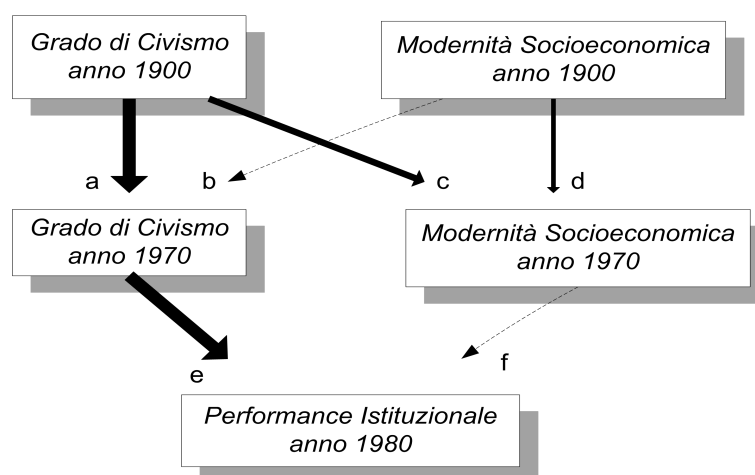 Grado di Civismo
anno 1900
Modernità Socioeconomica
anno 1900
a
b
c
d
Grado di Civismo
anno 1970
Modernità Socioeconomica
anno 1970
e
f
Performance Istituzionale
anno 1980